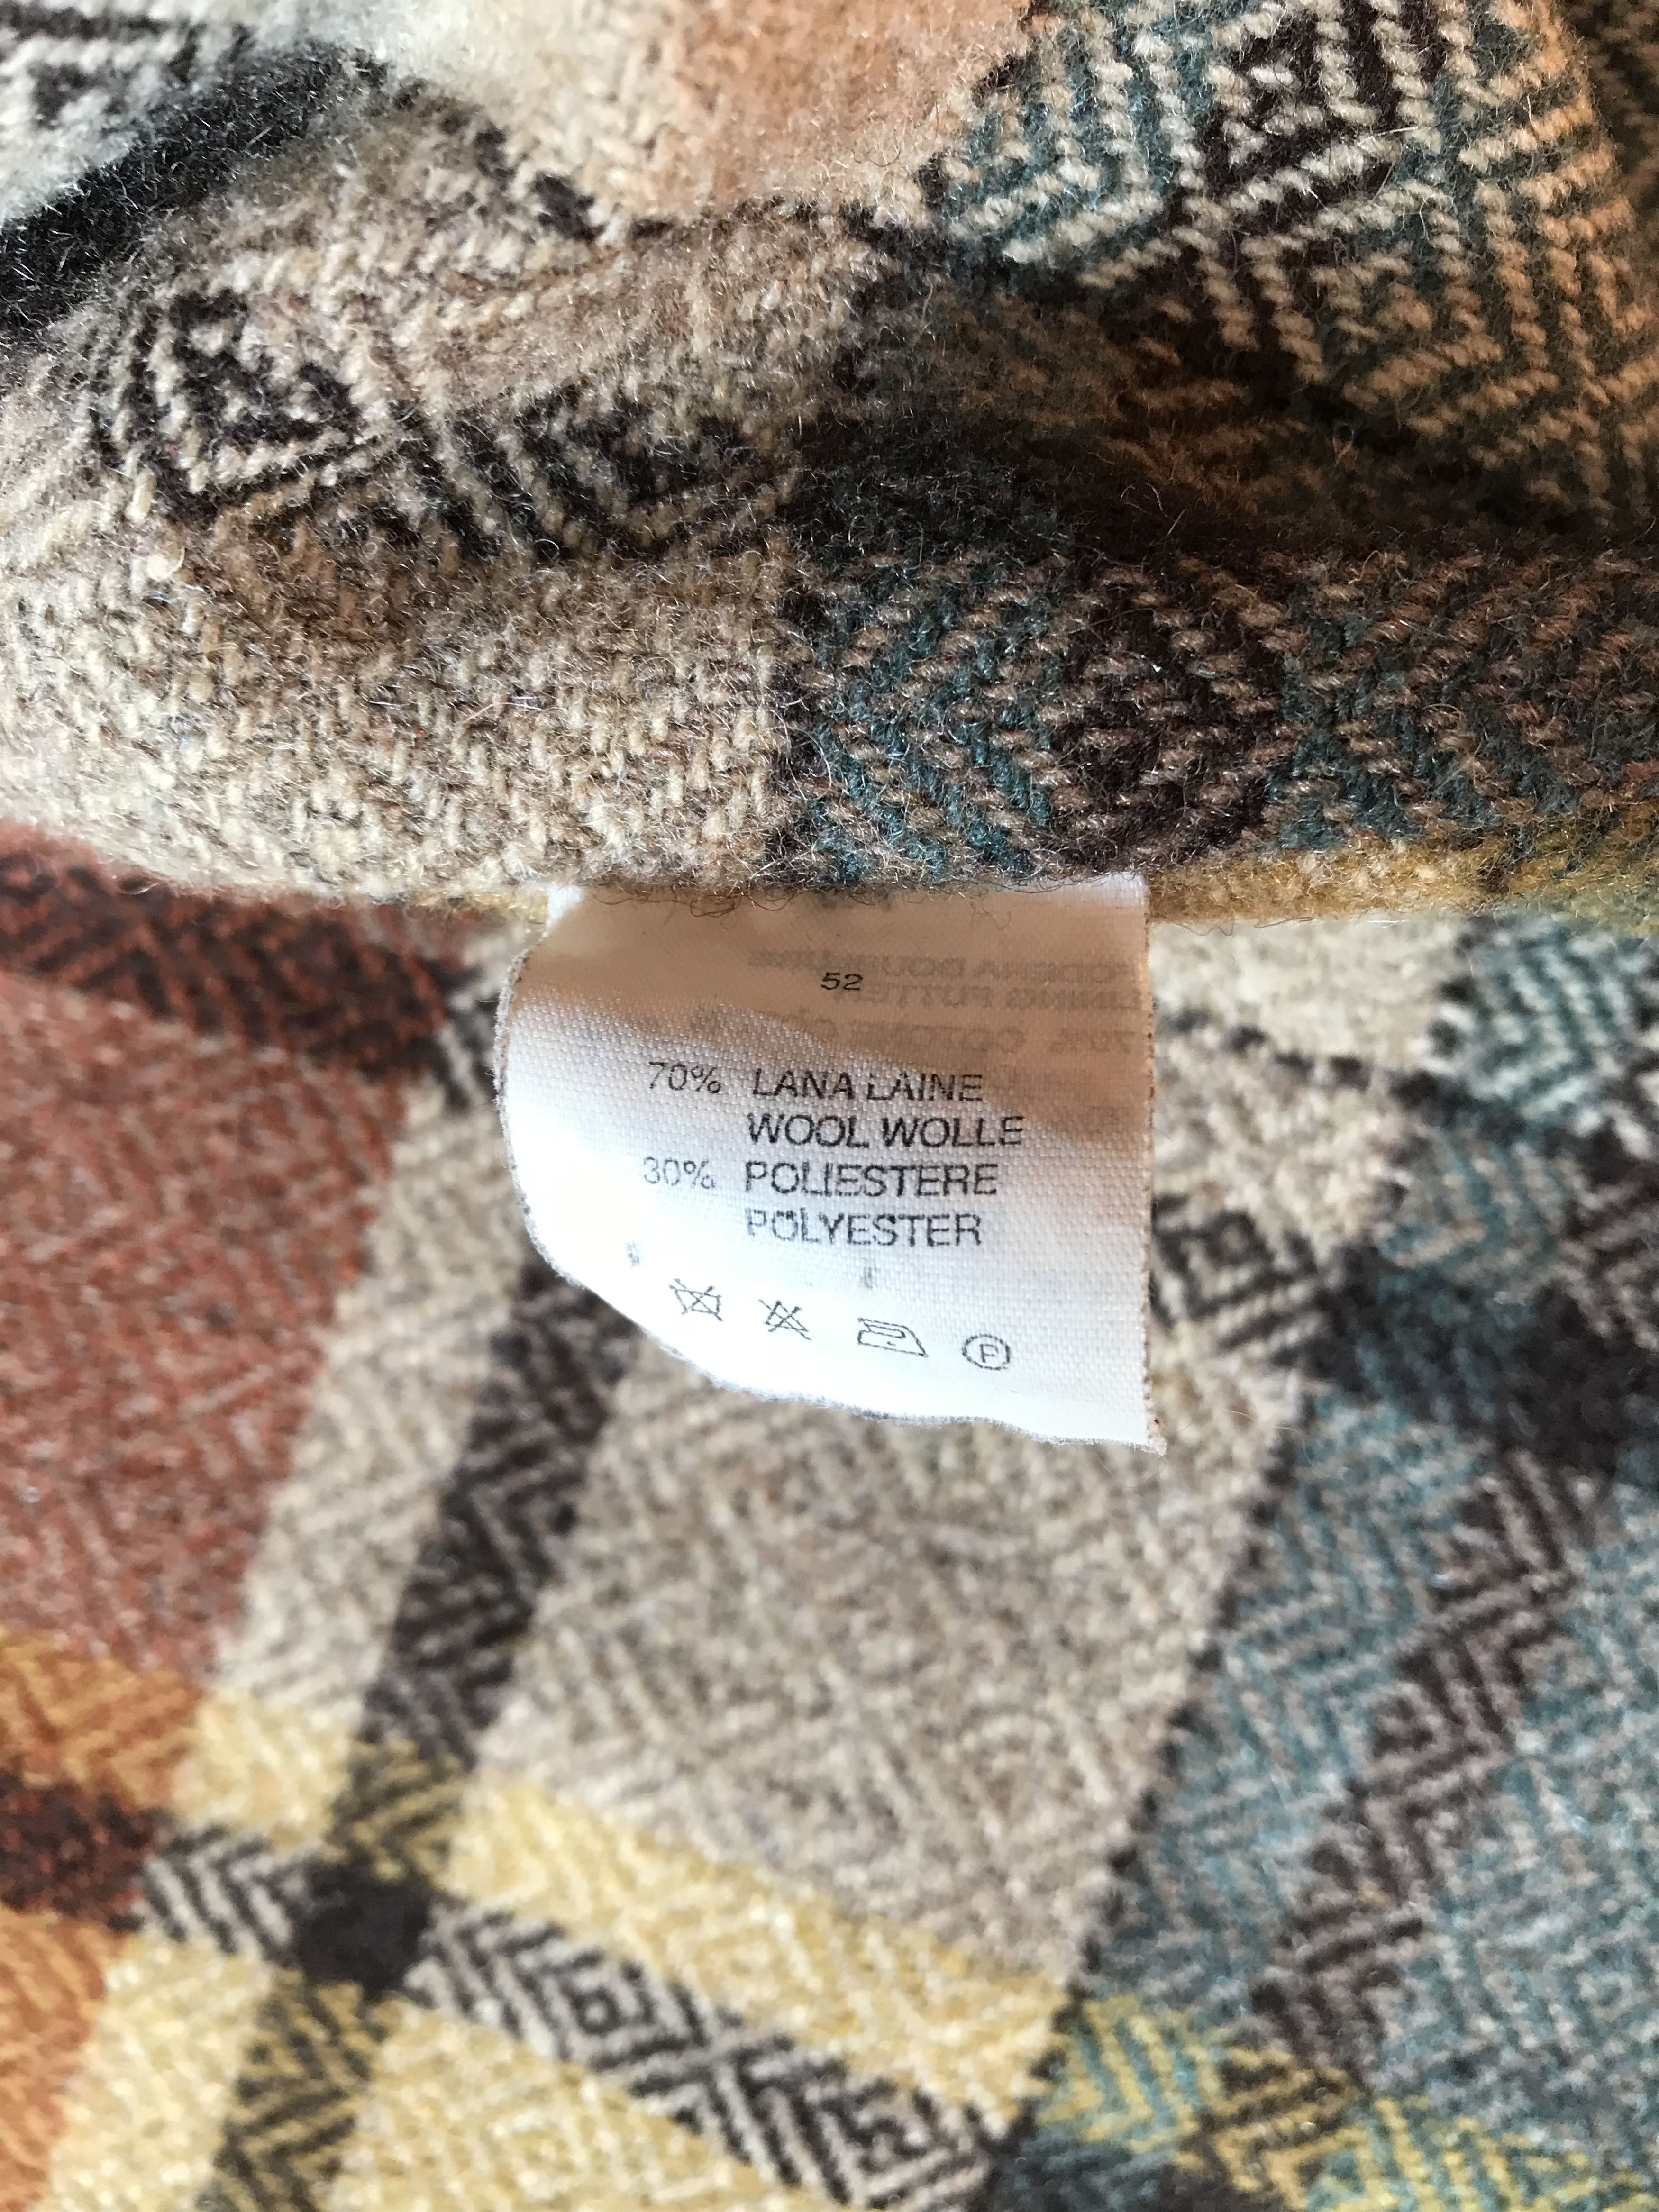 52
70% LANA LAINE
WOOL WOLLE
30% POLIESTERE
POLYESTER
P